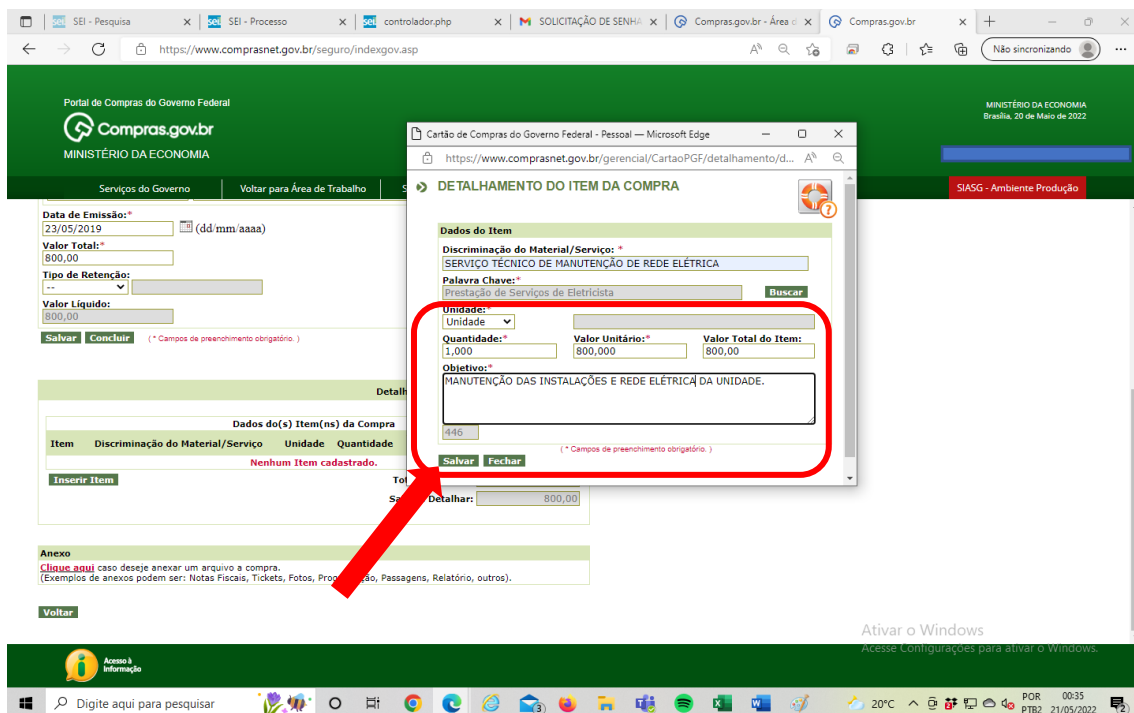 SEI - Pesquisa
SEI - Processo
controlador.php
SOLICITAÇÃO DE SENHA
Compras.gov.br - Área d
Compras.gov.br
https://www.comprasnet.gov.br/seguro/indexgov.asp
Não sincronizando
Portal de Compras do Governo Federal
Compras.gov.br
MINISTÉRIO DA ECONOMIA
MINISTÉRIO DA ECONOMIA
Brasília, 20 de Maio de 2022
Serviços do Governo
Voltar para Área de Trabalho
S
SIASG - Ambiente Produção
Data de Emissão:*
23/05/2019 (dd/mm/aaaa)
Valor Total:*
800,00
Tipo de Retenção:
--
Valor Líquido:
800,00
Salvar Concluir ( * Campos de preenchimento obrigatório. )
Detalh
Dados do(s) Item(ns) da Compra
Item Discriminação do Material/Serviço Unidade Quantidade
Nenhum Item cadastrado.
Inserir Item
Detalhar: 800,00
Anexo
Clique aqui caso deseje anexar um arquivo a compra.
(Exemplos de anexos podem ser: Notas Fiscais, Tickets, Fotos, Passagens, Relatório, outros).
Voltar
Cartão de Compras do Governo Federal - Pessoal — Microsoft Edge
https://www.comprasnet.gov.br/gerencial/CartaoPGF/detalhamento/d...
DETALHAMENTO DO ITEM DA COMPRA
Dados do Item
Discriminação do Material/Serviço: *
SERVIÇO TÉCNICO DE MANUTENÇÃO DE REDE ELÉTRICA
Palavra Chave:*
Prestação de Serviços de Eletricista Buscar
Unidade:*
Unidade
Quantidade:* Valor Unitário:* Valor Total do Item:
1,000 800,000 800,00
Objetivo:*
MANUTENÇÃO DAS INSTALAÇÕES E REDE ELÉTRICA DA UNIDADE.
446
( * Campos de preenchimento obrigatório. )
Salvar Fechar
Ativar o Windows
Acesse Configurações para ativar o Windows.
Acesso à
Informação
Digite aqui para pesquisar
20°C
POR
PTB2
00:35
21/05/2022